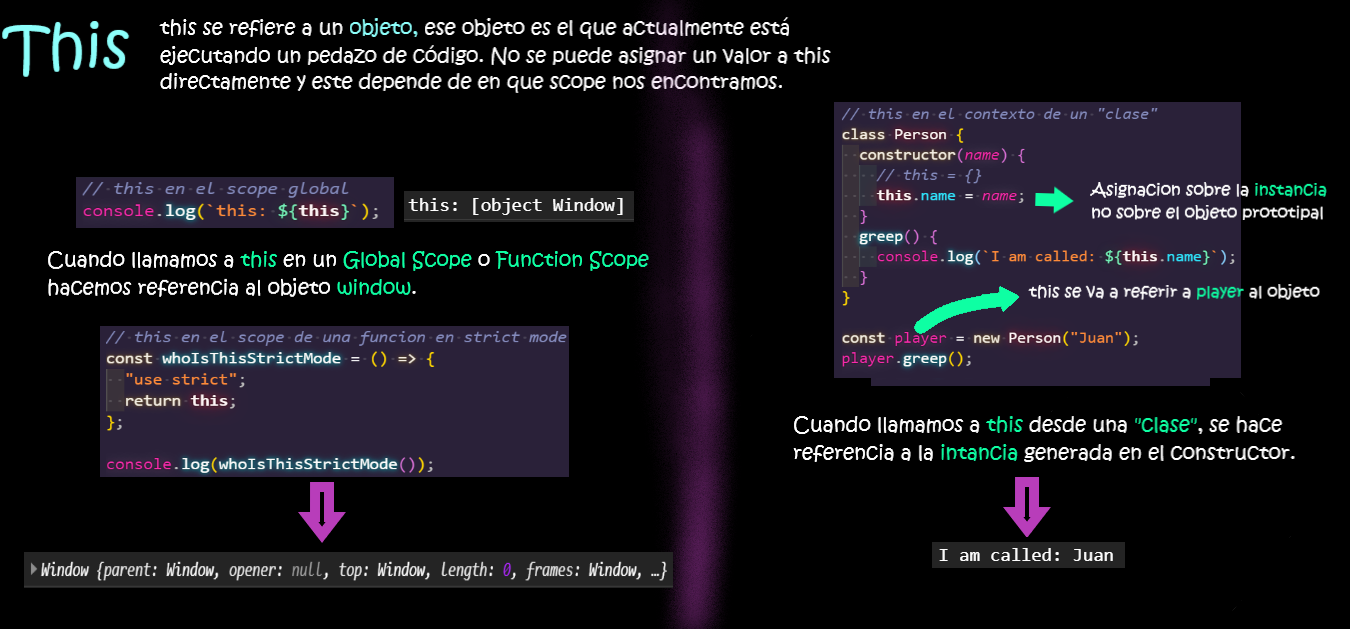 This
this se refiere a un objeto, ese objeto es el que actualmente está
ejecutando un pedazo de código. No se puede asignar un valor a this
directamente y este depende de en que scope nos encontramos.
// this en el scope global
console.log(`this: ${this}`);
this: [object Window]
Cuando llamamos a this en un Global Scope o Function Scope
hacemos referencia al objeto window.
// this en el scope de una funcion en strict mode
const whoIsThisStrictMode = () => {
"use strict";
return this;
};
console.log(whoIsThisStrictMode());
Window {parent: Window, opener: null, top: Window, length: 0, frames: Window, …}
// this en el contexto de un "clase"
class Person {
constructor(name) {
// this = {}
this.name = name;
}
greep() {
console.log(`I am called: ${this.name}`);
}
}
const player = new Person("Juan");
player.greep();
Asignacion sobre la instancia
no sobre el objeto prototipal
this se va a referir a player al objeto
Cuando llamamos a this desde una "clase", se hace
referencia a la intancia generada en el constructor.
I am called: Juan